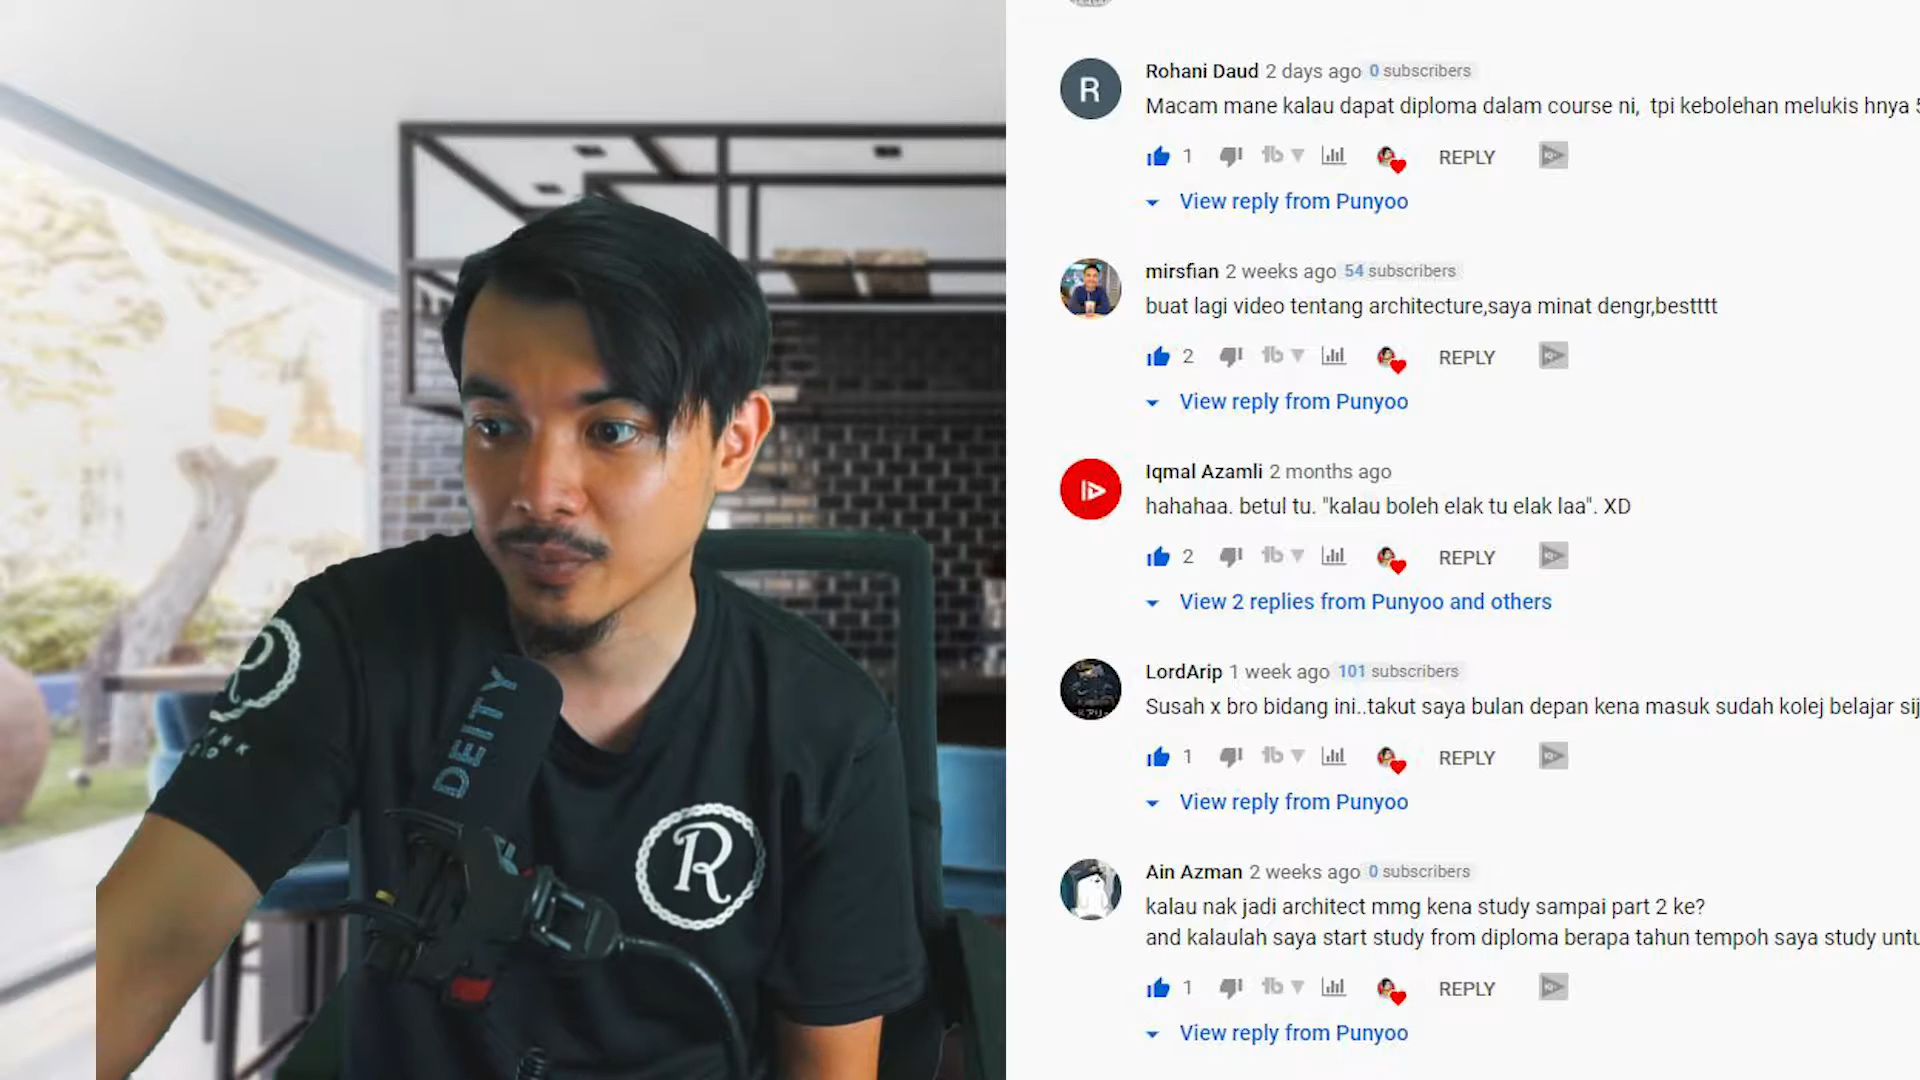 Rohani Daud 2 days ago 0 subscribers
Macam mane kalau dapat diploma dalam course ni, tpi kebolehan melukis hnya 5
1 REPLY
View reply from Punyoo
mirsfian 2 weeks ago 54 subscribers
buat lagi video tentang architecture,saya minat dengr,bestttt
2 REPLY
View reply from Punyoo
Iqmal Azamli 2 months ago
hahahaa. betul tu. "kalau boleh elak tu elak laa". XD
2 REPLY
View 2 replies from Punyoo and others
LordArip 1 week ago 101 subscribers
Susah x bro bidang ini..takut saya bulan depan kena masuk sudah kolej belajar sij
1 REPLY
View reply from Punyoo
Ain Azman 2 weeks ago 0 subscribers
kalau nak jadi architect mmg kena study sampai part 2 ke?
and kalaulah saya start study from diploma berapa tahun tempoh saya study untu
1 REPLY
View reply from Punyoo
DEITY
R
R